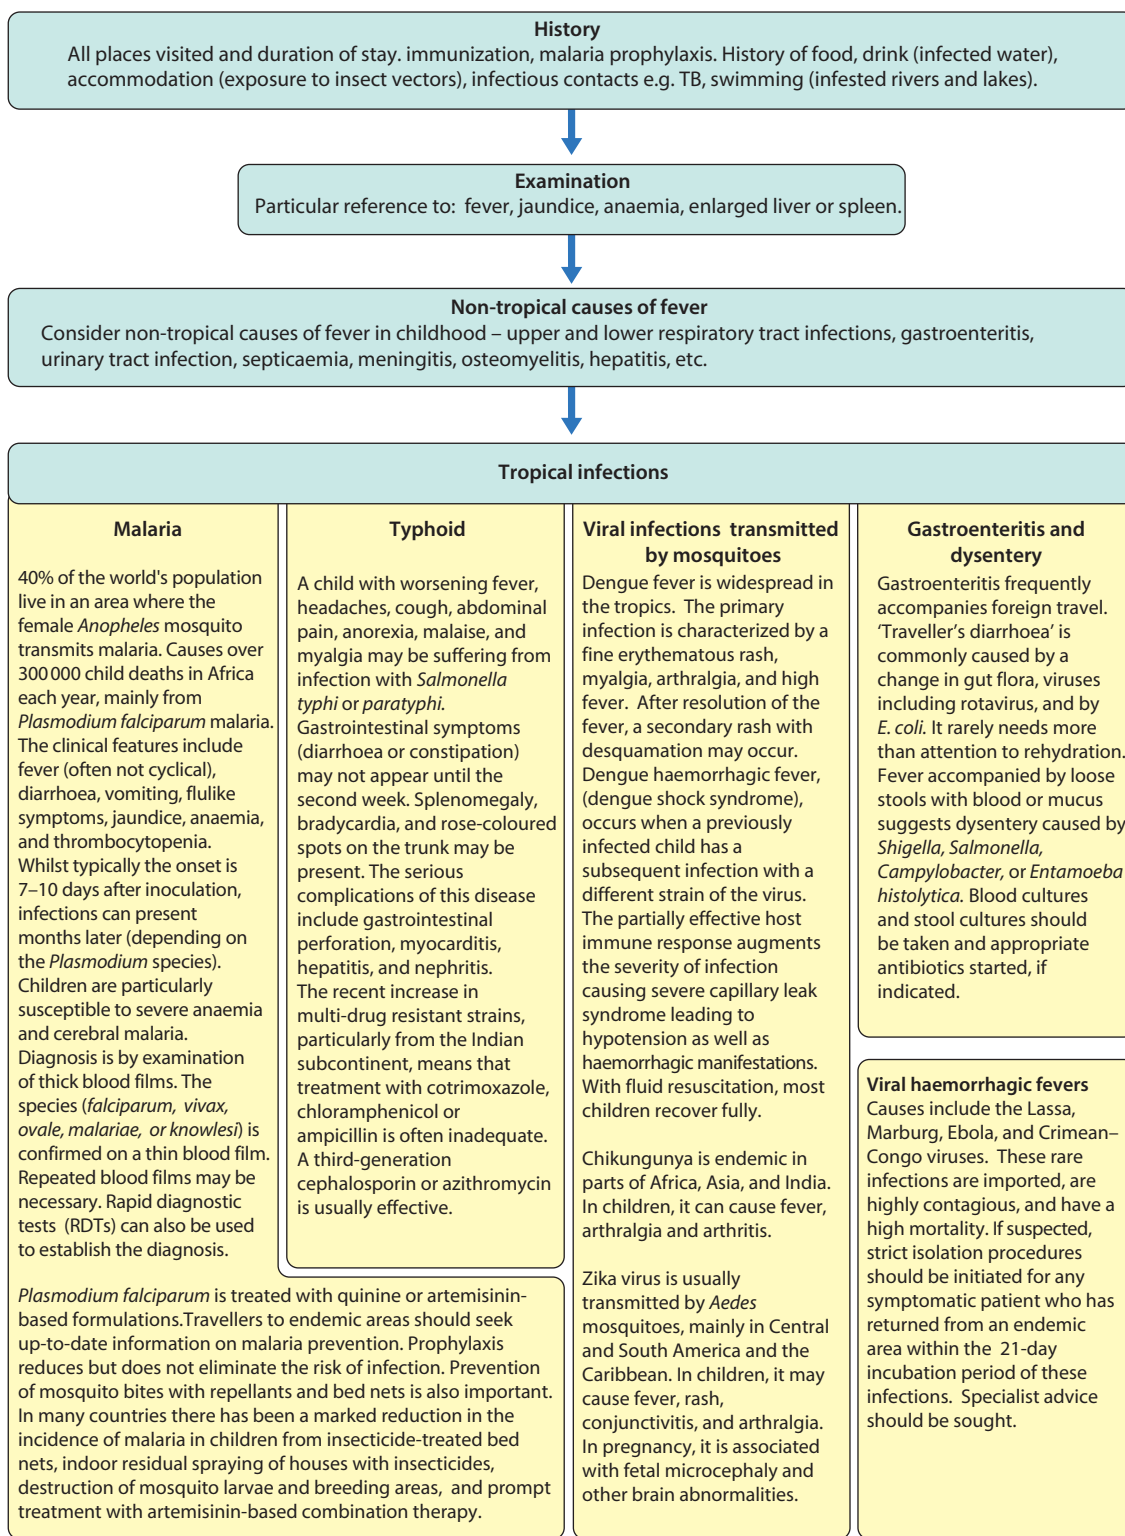 History
All places visited and duration of stay. immunization, malaria prophylaxis. History of food, drink (infected water),
accommodation (exposure to insect vectors), infectious contacts e.g. TB, swimming (infested rivers and lakes).
Examination
Particular reference to: fever, jaundice, anaemia, enlarged liver or spleen.
Non-tropical causes of fever
Consider non-tropical causes of fever in childhood – upper and lower respiratory tract infections, gastroenteritis,
urinary tract infection, septicaemia, meningitis, osteomyelitis, hepatitis, etc.
Tropical infections
Malaria
40% of the world's population
live in an area where the
female Anopheles mosquito
transmits malaria. Causes over
300 000 child deaths in Africa
each year, mainly from
Plasmodium falciparum malaria.
The clinical features include
fever (often not cyclical),
diarrhoea, vomiting, flulike
symptoms, jaundice, anaemia,
and thrombocytopenia.
Whilst typically the onset is
7–10 days after inoculation,
infections can present
months later (depending on
the Plasmodium species).
Children are particularly
susceptible to severe anaemia
and cerebral malaria.
Diagnosis is by examination
of thick blood films. The
species (falciparum, vivax,
ovale, malariae, or knowlesi) is
confirmed on a thin blood film.
Repeated blood films may be
necessary. Rapid diagnostic
tests (RDTs) can also be used
to establish the diagnosis.
Plasmodium falciparum is treated with quinine or artemisinin-
based formulations.Travellers to endemic areas should seek
up-to-date information on malaria prevention. Prophylaxis
reduces but does not eliminate the risk of infection. Prevention
of mosquito bites with repellants and bed nets is also important.
In many countries there has been a marked reduction in the
incidence of malaria in children from insecticide-treated bed
nets, indoor residual spraying of houses with insecticides,
destruction of mosquito larvae and breeding areas, and prompt
treatment with artemisinin-based combination therapy.
Typhoid
A child with worsening fever,
headaches, cough, abdominal
pain, anorexia, malaise, and
myalgia may be suffering from
infection with Salmonella
typhi or paratyphi.
Gastrointestinal symptoms
(diarrhoea or constipation)
may not appear until the
second week. Splenomegaly,
bradycardia, and rose-coloured
spots on the trunk may be
present. The serious
complications of this disease
include gastrointestinal
perforation, myocarditis,
hepatitis, and nephritis.
The recent increase in
multi-drug resistant strains,
particularly from the Indian
subcontinent, means that
treatment with cotrimoxazole,
chloramphenicol or
ampicillin is often inadequate.
A third-generation
cephalosporin or azithromycin
is usually effective.
Viral infections transmitted
by mosquitoes
Dengue fever is widespread in
the tropics. The primary
infection is characterized by a
fine erythematous rash,
myalgia, arthralgia, and high
fever. After resolution of the
fever, a secondary rash with
desquamation may occur.
Dengue haemorrhagic fever,
(dengue shock syndrome),
occurs when a previously
infected child has a
subsequent infection with a
different strain of the virus.
The partially effective host
immune response augments
the severity of infection
causing severe capillary leak
syndrome leading to
hypotension as well as
haemorrhagic manifestations.
With fluid resuscitation, most
children recover fully.
Chikungunya is endemic in
parts of Africa, Asia, and India.
In children, it can cause fever,
arthralgia and arthritis.
Zika virus is usually
transmitted by Aedes
mosquitoes, mainly in Central
and South America and the
Caribbean. In children, it may
cause fever, rash,
conjunctivitis, and arthralgia.
In pregnancy, it is associated
with fetal microcephaly and
other brain abnormalities.
Gastroenteritis and
dysentery
Gastroenteritis frequently
accompanies foreign travel.
‘Traveller's diarrhoea’ is
commonly caused by a
change in gut flora, viruses
including rotavirus, and by
E. coli. It rarely needs more
than attention to rehydration.
Fever accompanied by loose
stools with blood or mucus
suggests dysentery caused by
Shigella, Salmonella,
Campylobacter, or Entamoeba
histolytica. Blood cultures
and stool cultures should
be taken and appropriate
antibiotics started, if
indicated.
Viral haemorrhagic fevers
Causes include the Lassa,
Marburg, Ebola, and Crimean–
Congo viruses. These rare
infections are imported, are
highly contagious, and have a
high mortality. If suspected,
strict isolation procedures
should be initiated for any
symptomatic patient who has
returned from an endemic
area within the 21-day
incubation period of these
infections. Specialist advice
should be sought.